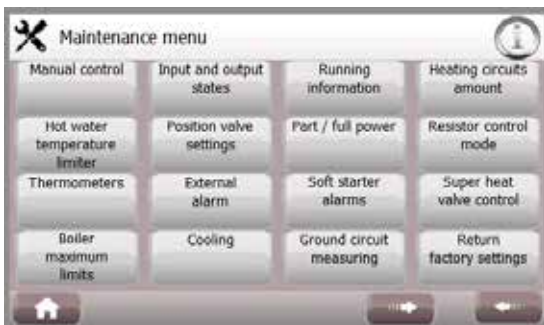 Maintenance menu
Manual control
Input and output
states
Running
information
Heating circuits
amount
Hot water
temperature
limiter
Position valve
settings
Part / full power
Resistor control
mode
Thermometers
External
alarm
Soft starter
alarms
Super heat
valve control
Boiler
maximum
limits
Cooling
Ground circuit
measuring
Return
factory settings